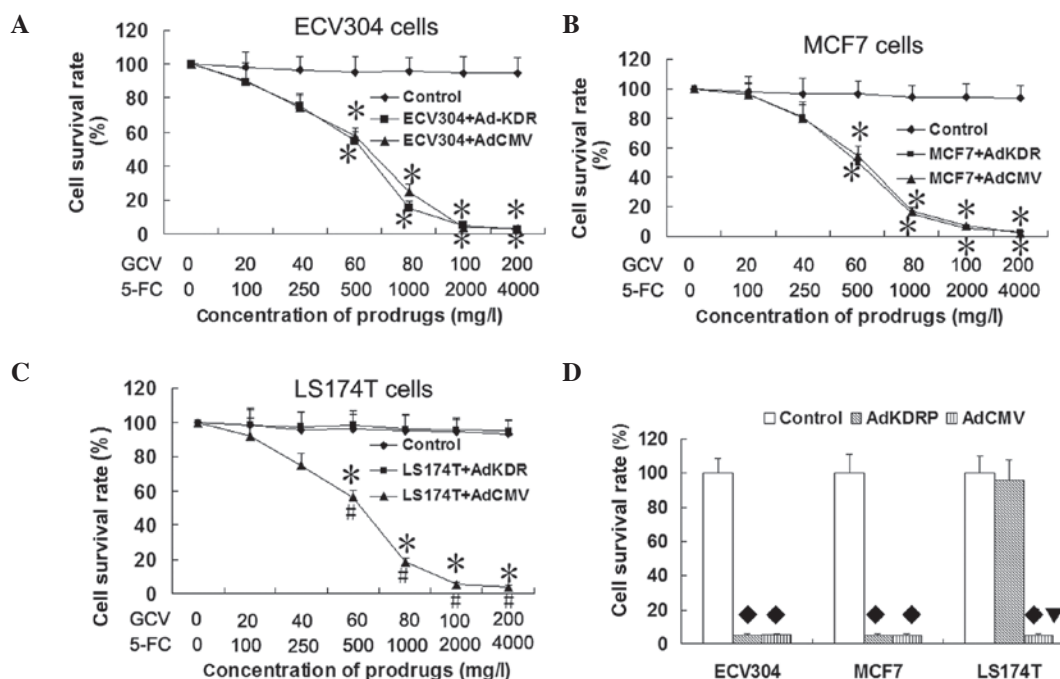 A
ECV304 cells
Cell survival rate
(%)
120
100
80
60
40
20
0
Control
ECV304+Ad-KDR
ECV304+AdCMV
* * * *
* * * *
GCV 0 20 40 60 80 100 200
5-FC 0 100 250 500 1000 2000 4000
Concentration of prodrugs (mg/l)
B
MCF7 cells
Cell survival rate
(%)
120
100
80
60
40
20
0
Control
MCF7+AdKDR
MCF7+AdCMV
* * * *
* * * *
GCV 0 20 40 60 80 100 200
5-FC 0 100 250 500 1000 2000 4000
Concentration of prodrugs (mg/l)
C
LS174T cells
Cell survival rate (%)
120
100
80
60
40
20
0
Control
LS174T+AdKDR
LS174T+AdCMV
* * * *
# # # #
GCV 0 20 40 60 80 100 200
5-FC 0 100 250 500 1000 2000 4000
Concentration of prodrugs (mg/l)
D
Control AdKDRP AdCMV
Cell survival rate (%)
120
100
80
60
40
20
0
ECV304 MCF7 LS174T